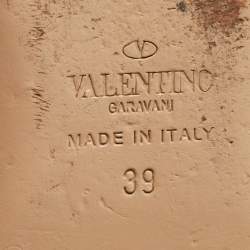 VALENTINO
GARAVANI
MADE IN ITALY
39